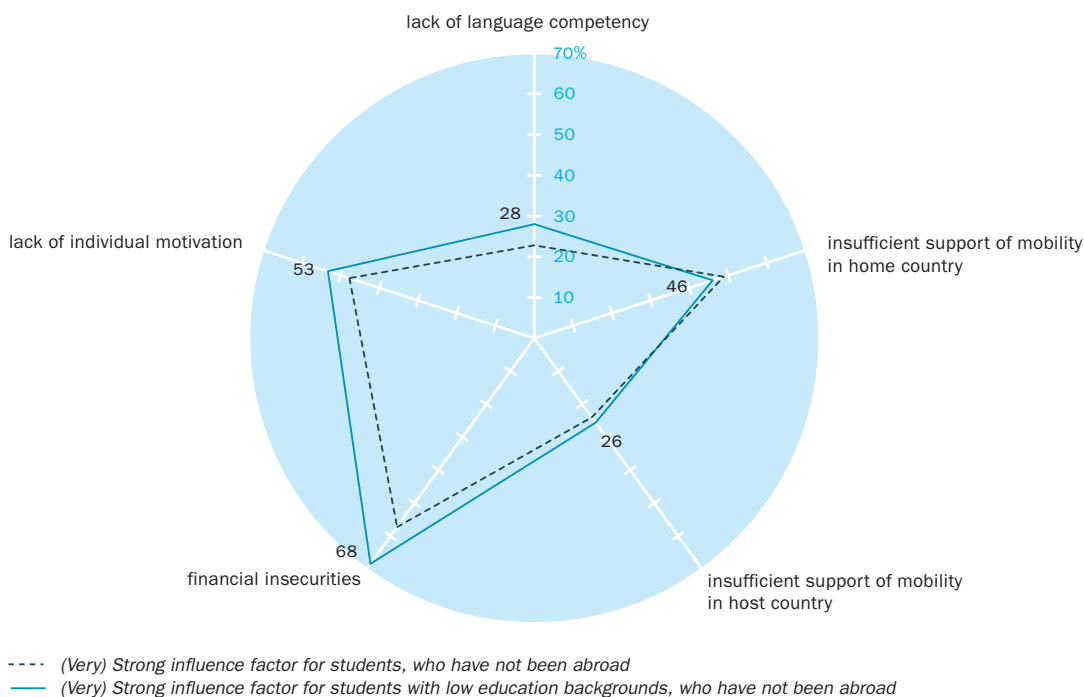 lack of language competency
70%
60
50
40
30
28
20
10
lack of individual motivation
53
insufficient support of mobility
in home country
46
26
68
financial insecurities
insufficient support of mobility
in host country
(Very) Strong influence factor for students, who have not been abroad
(Very) Strong influence factor for students with low education backgrounds, who have not been abroad